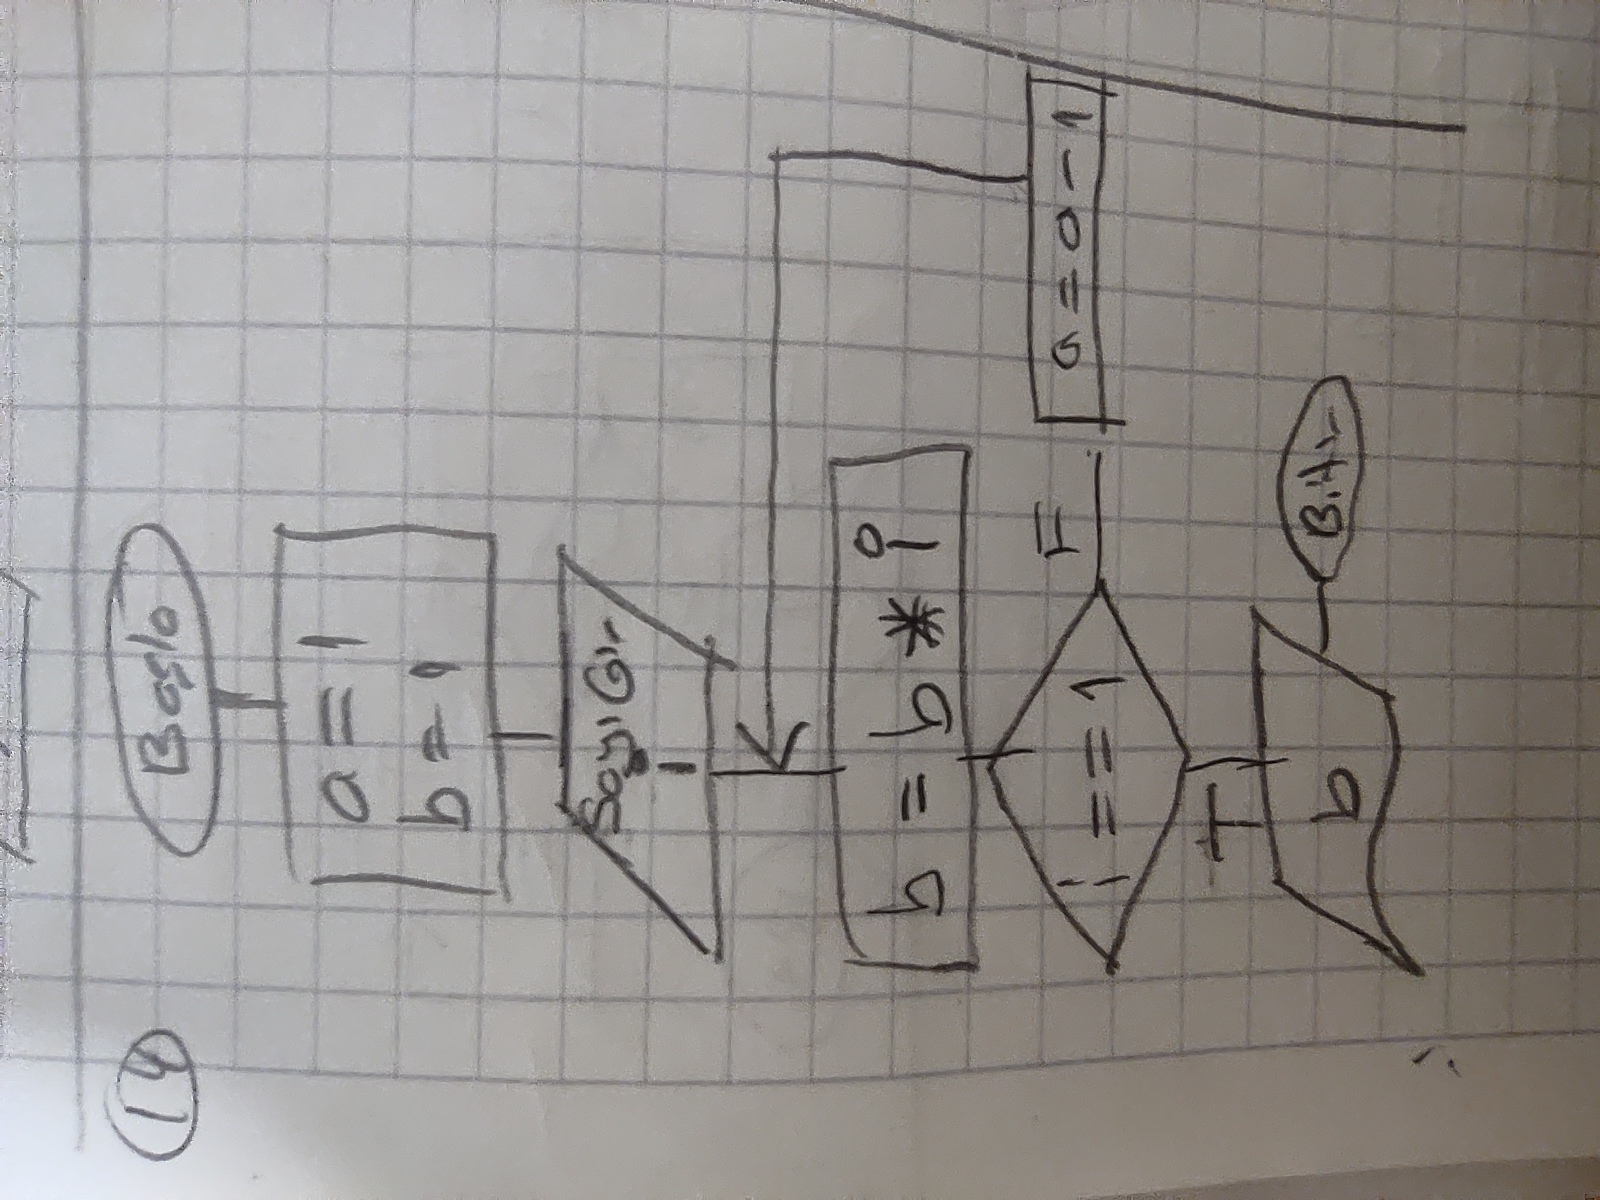 14
Başla
a = 1
b = 1
Sayı Gir
i
b = b * i
i == 1
F
a = a - 1
T
b
Bitir